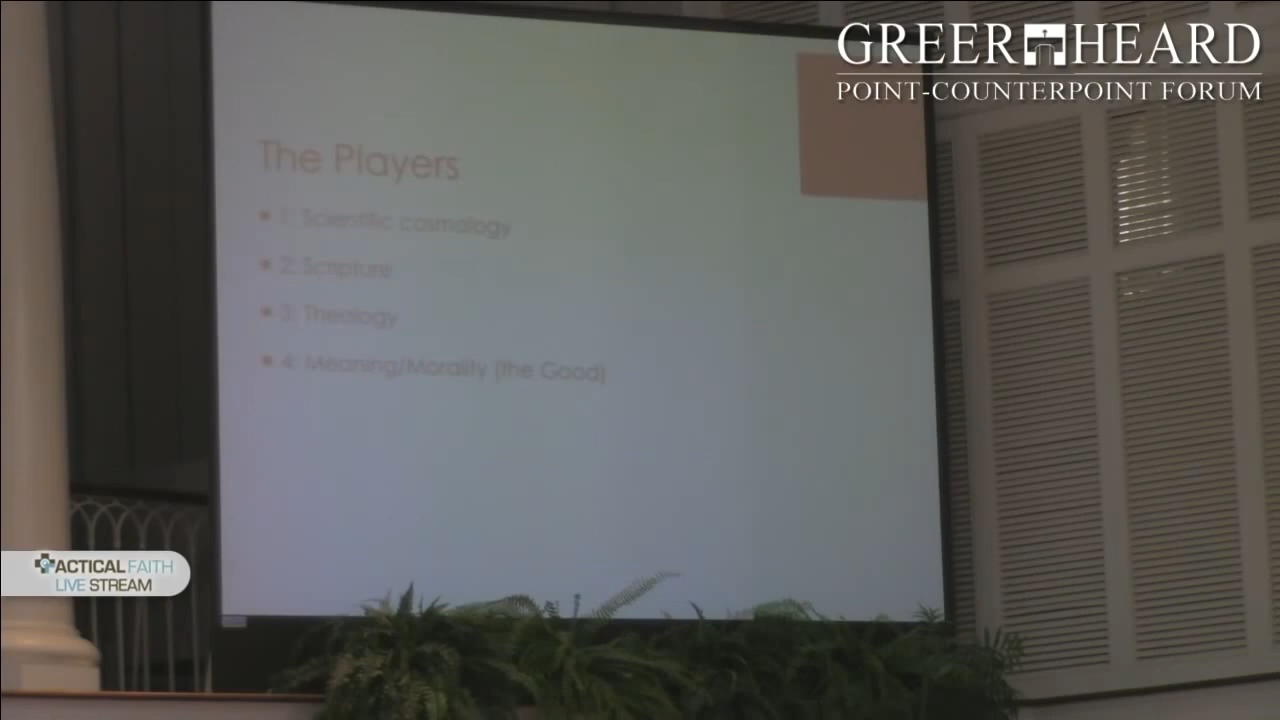 GREER HEARD
POINT-COUNTERPOINT FORUM
The Players
1: Scientific cosmology
2: Scripture
3: Theology
4: Meaning/Morality (the Good)
TACTICAL FAITH
LIVE STREAM